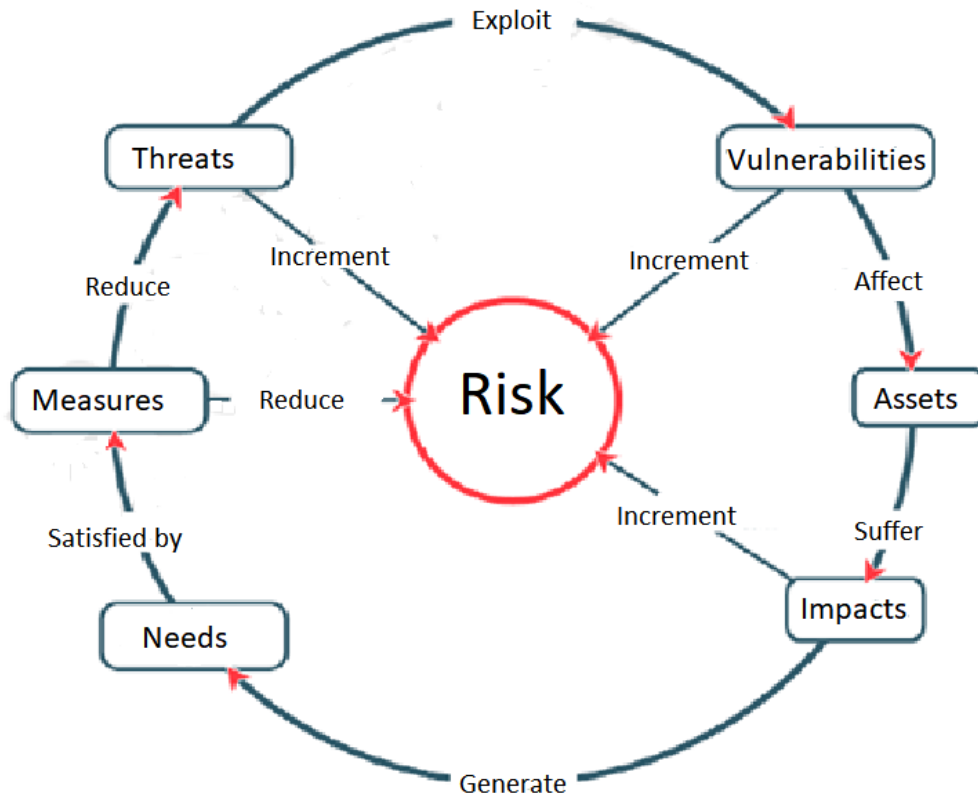 Exploit
Threats
Vulnerabilities
Increment
Increment
Reduce
Affect
Risk
Measures
Reduce
Assets
Increment
Satisfied by
Suffer
Impacts
Needs
Generate